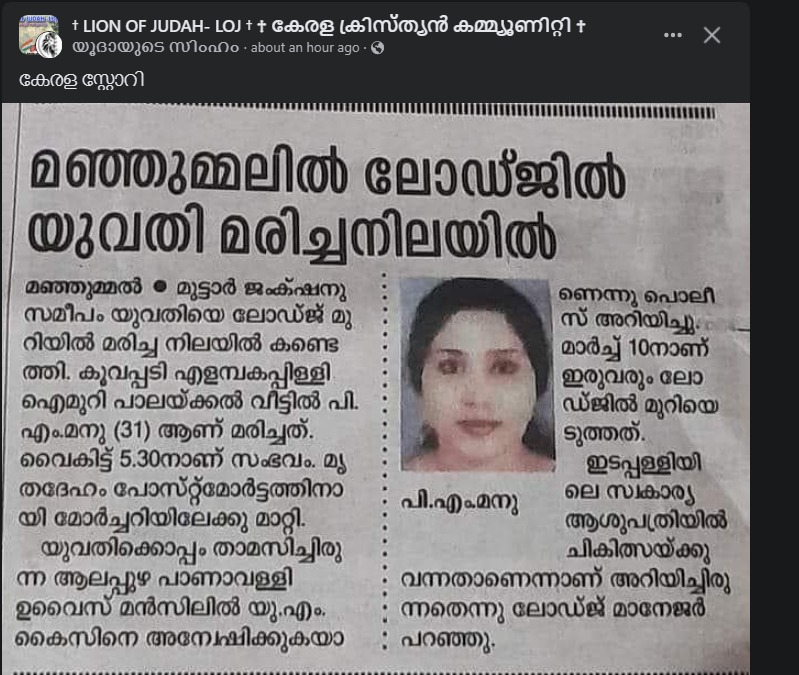 † LION OF JUDAH- LOJ † ✝ കേരള ക്രിസ്ത്യൻ കമ്മ്യൂണിറ്റി ✝
യൂദായുടെ സിംഹം · about an hour ago ·
കേരള സ്റ്റോറി
മഞ്ഞുമ്മലിൽ ലോഡ്ജിൽ
യുവതി മരിച്ചനിലയിൽ
മഞ്ഞുമ്മൽ ● മുട്ടാർ ജംക്‌ഷനു
സമീപം യുവതിയെ ലോഡ്ജ് മു
റിയിൽ മരിച്ച നിലയിൽ കണ്ടെ
ത്തി. കൂവപ്പടി എളമ്പകപ്പിള്ളി
ഐമുറി പാലയ്ക്കൽ വീട്ടിൽ പി.
എം.മനു (31) ആണ് മരിച്ചത്.
വൈകിട്ട് 5.30നാണ് സംഭവം. മൃ
തദേഹം പോസ്റ്റ്മോർട്ടത്തിനാ
യി മോർച്ചറിയിലേക്കു മാറ്റി.
യുവതിക്കൊപ്പം താമസിച്ചിരു
ന്ന ആലപ്പുഴ പാണാവള്ളി
ഉവൈസ് മൻസിലിൽ യു.എം.
കൈസിനെ അന്വേഷിക്കുകയാ
പി.എം.മനു
ണെന്നു പൊലീ
സ് അറിയിച്ചു.
മാർച്ച് 10നാണ്
ഇരുവരും ലോ
ഡ്ജിൽ മുറിയെ
ടുത്തത്.
ഇടപ്പള്ളിയി
ലെ സ്വകാര്യ
ആശുപത്രിയിൽ
ചികിത്സയ്ക്കു
വന്നതാണെന്നാണ് അറിയിച്ചിരു
ന്നതെന്നു ലോഡ്ജ് മാനേജർ
പറഞ്ഞു.